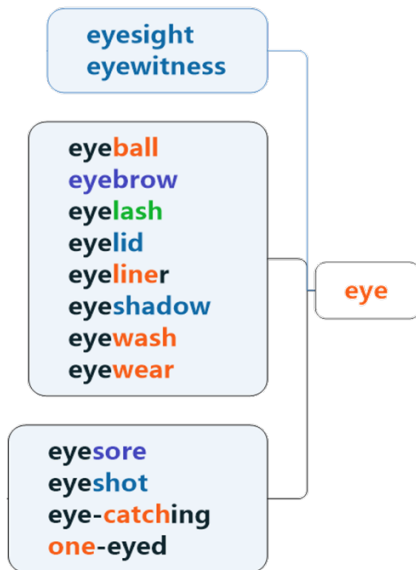 eyesight
eyewitness
eyeball
eyebrow
eyelash
eyelid
eyeliner
eyeshadow
eyewash
eyewear
eye
eyesore
eyeshot
eye-catching
one-eyed